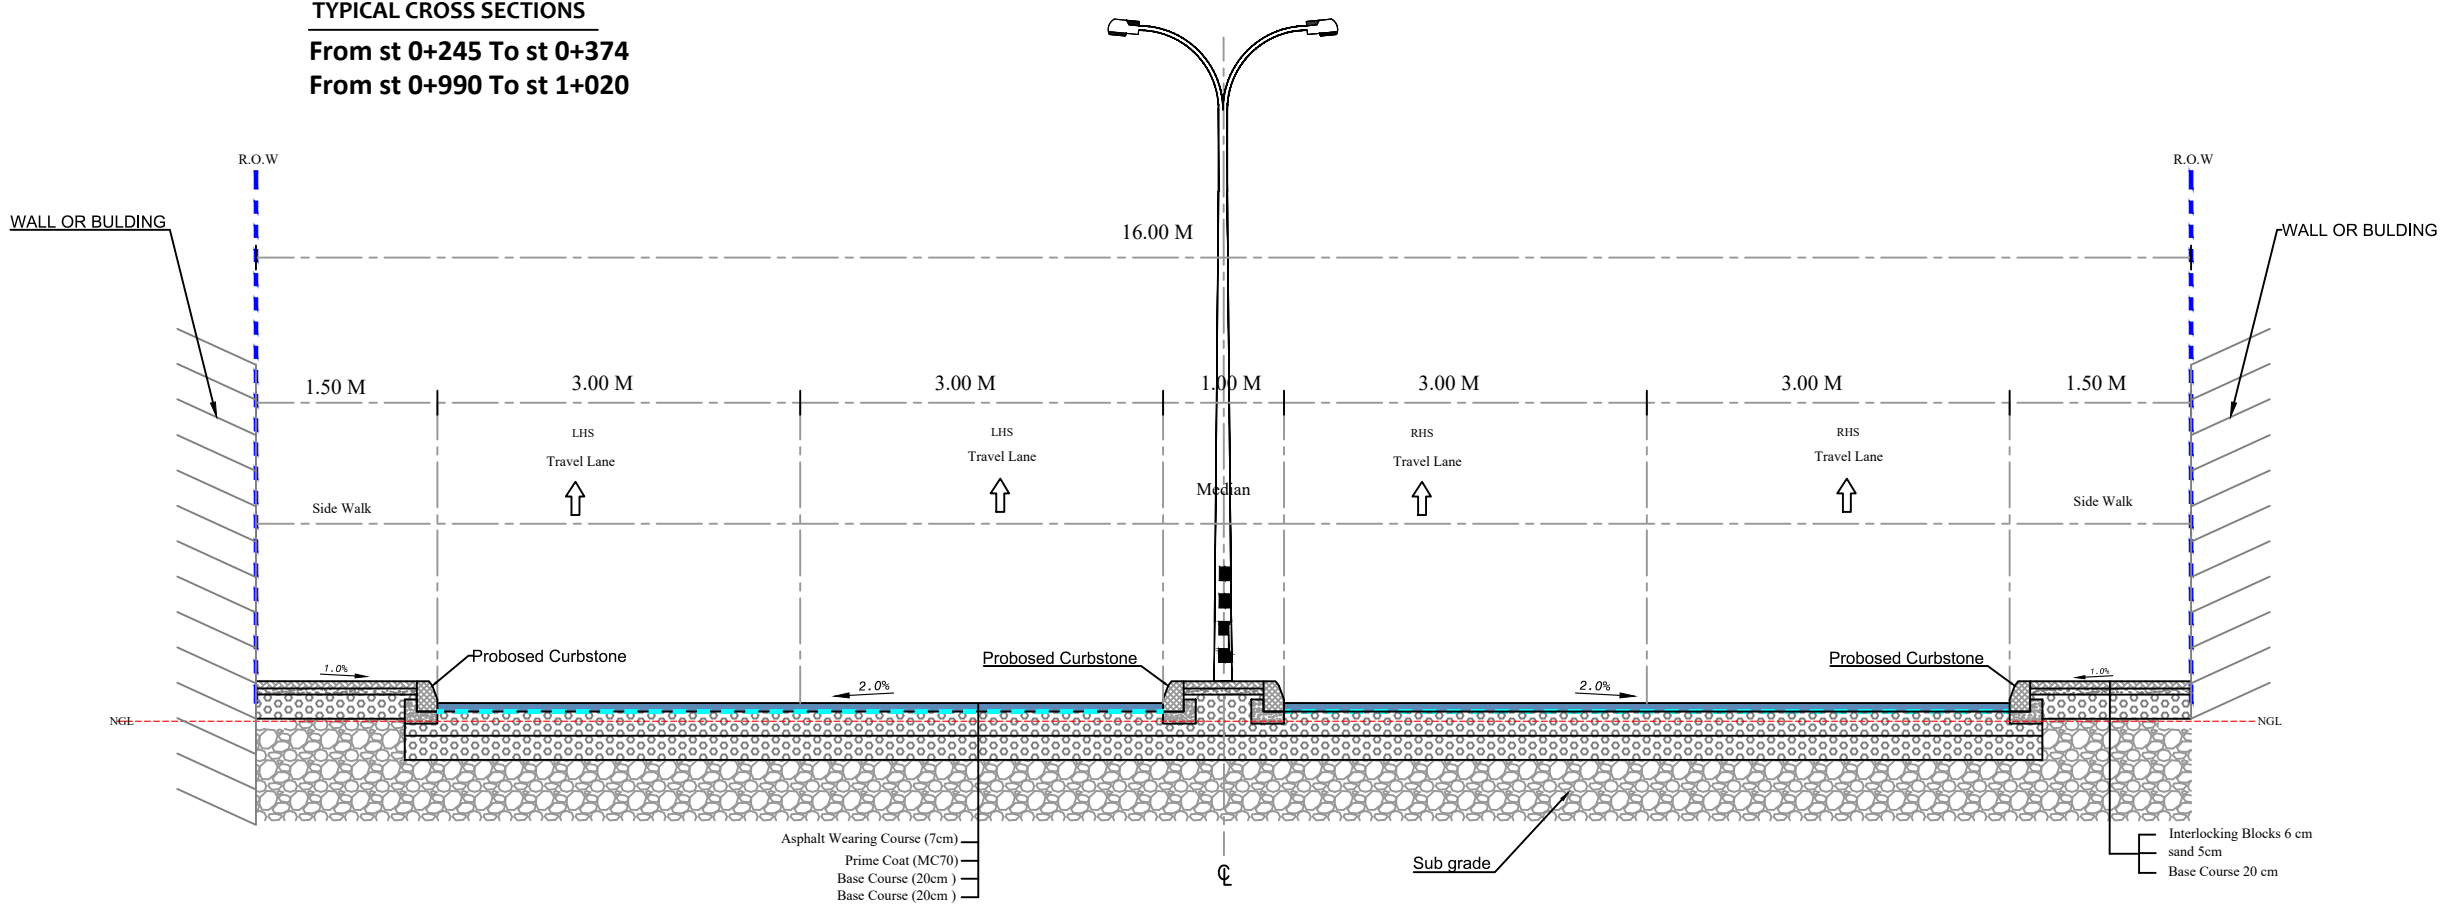 TYPICAL CROSS SECTIONS
From st 0+245 To st 0+374
From st 0+990 To st 1+020
R.O.W
R.O.W
WALL OR BULDING
WALL OR BULDING
16.00 M
1.50 M
3.00 M
3.00 M
1.00 M
3.00 M
3.00 M
1.50 M
LHS
LHS
RHS
RHS
Travel Lane
Travel Lane
Travel Lane
Travel Lane
Side Walk
Median
Side Walk
Probosed Curbstone
Probosed Curbstone
Probosed Curbstone
1.0%
2.0%
2.0%
1.0%
NGL
NGL
Asphalt Wearing Course (7cm)
Prime Coat (MC70)
Base Course (20cm )
Base Course (20cm )
℄
Sub grade
Interlocking Blocks 6 cm
sand 5cm
Base Course 20 cm